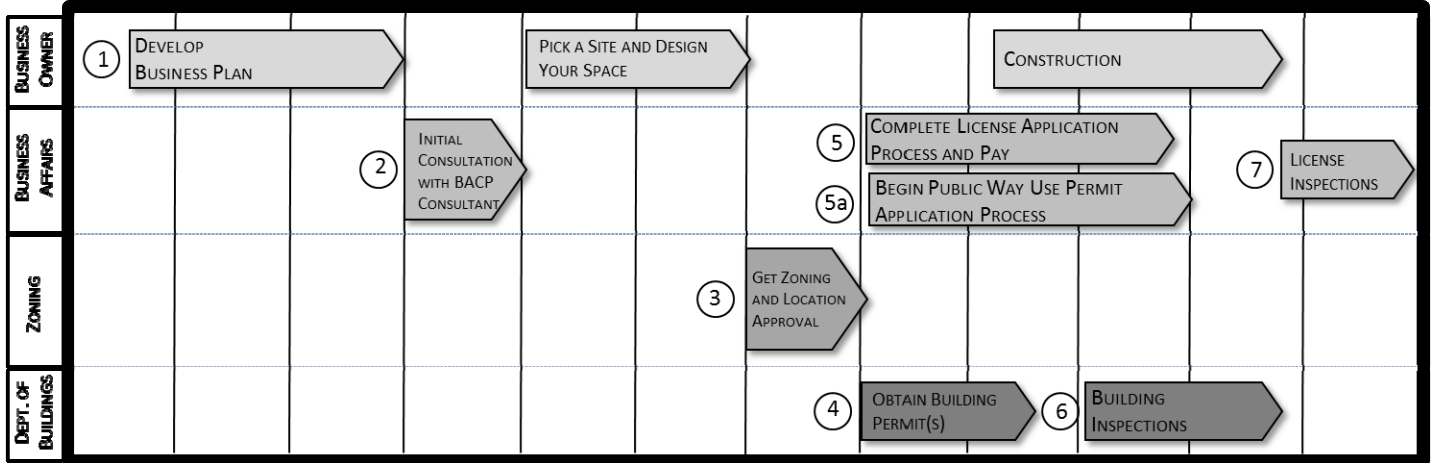 BUSINESS
OWNER
1
DEVELOP
BUSINESS PLAN
PICK A SITE AND DESIGN
YOUR SPACE
CONSTRUCTION
BUSINESS
AFFAIRS
2
INITIAL
CONSULTATION
WITH BACP
CONSULTANT
5
COMPLETE LICENSE APPLICATION
PROCESS AND PAY
5a
BEGIN PUBLIC WAY USE PERMIT
APPLICATION PROCESS
7
LICENSE
INSPECTIONS
ZONING
3
GET ZONING
AND LOCATION
APPROVAL
DEPT. OF
BUILDINGS
4
OBTAIN BUILDING
PERMIT(S)
6
BUILDING
INSPECTIONS